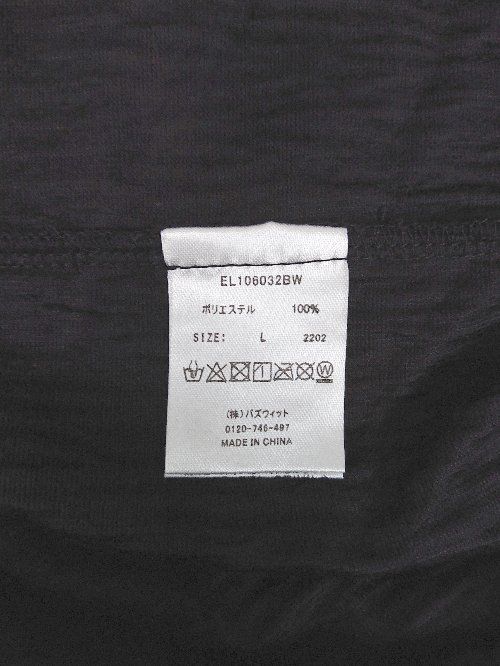 EL106032BW
ポリエステル 100%
SIZE: L 2202
(株)バズウィット
0120-746-497
MADE IN CHINA